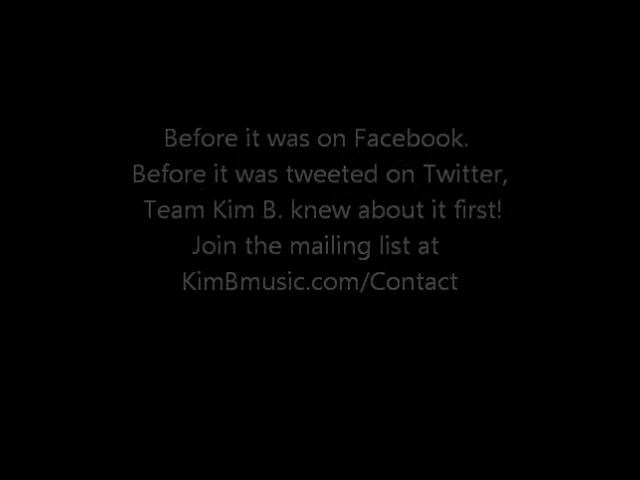 Before it was on Facebook.
Before it was tweeted on Twitter,
Team Kim B. knew about it first!
Join the mailing list at
KimBmusic.com/Contact